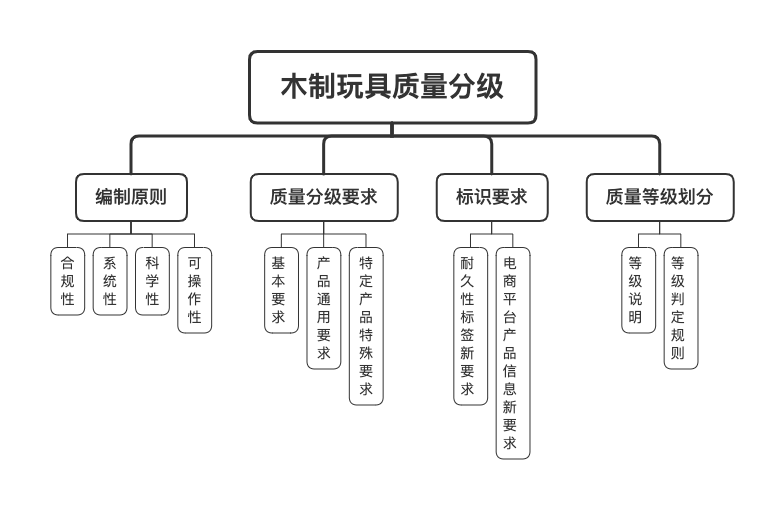 木制玩具质量分级
编制原则
质量分级要求
标识要求
质量等级划分
合规性
系统性
科学性
可操作性
基本要求
产品通用要求
特定产品特殊要求
耐久性标签新要求
电商平台产品信息新要求
等级说明
等级判定规则